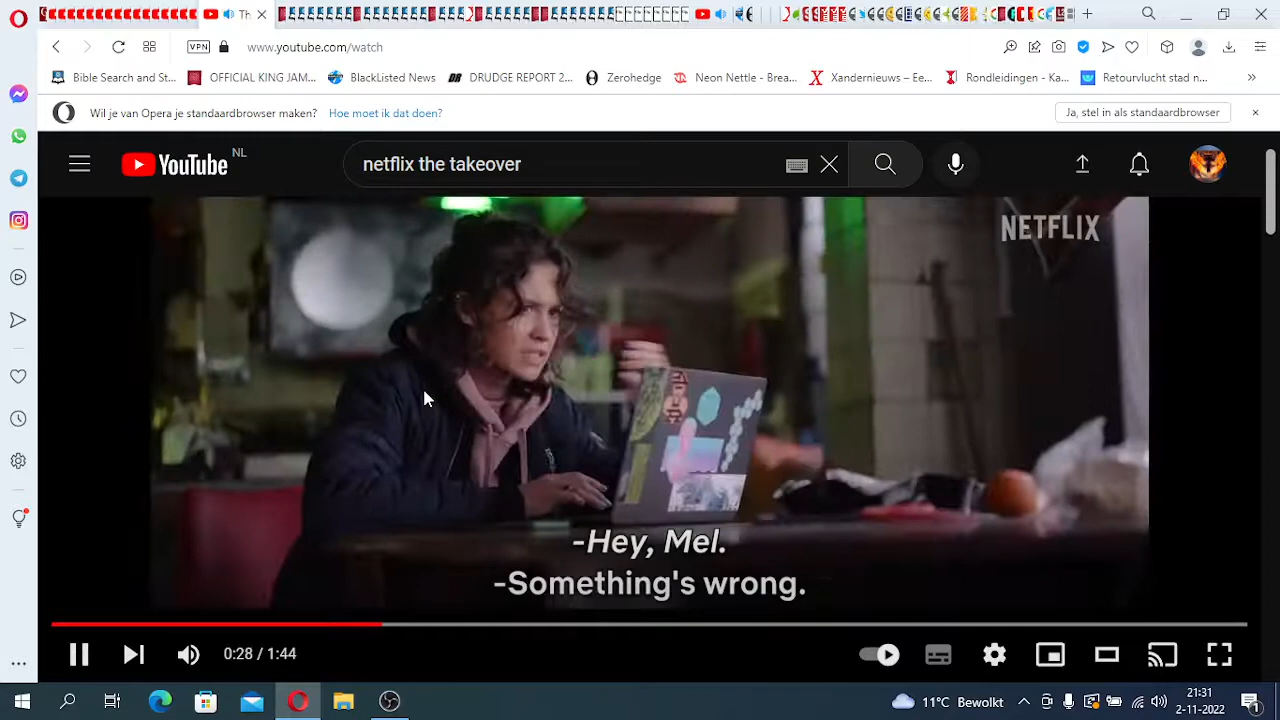 Th
VPN
www.youtube.com/watch
Bible Search and St...
OFFICIAL KING JAM...
BlackListed News
DRUDGE REPORT 2...
Zerohedge
Neon Nettle - Brea...
Xandernieuws – Ee...
Rondleidingen - Ka...
Retourvlucht stad n...
»
Wil je van Opera je standaardbrowser maken?
Hoe moet ik dat doen?
Ja, stel in als standaardbrowser
YouTube NL
netflix the takeover
NETFLIX
-Hey, Mel.
-Something's wrong.
0:28 / 1:44
11°C Bewolkt
21:31
2-11-2022
1